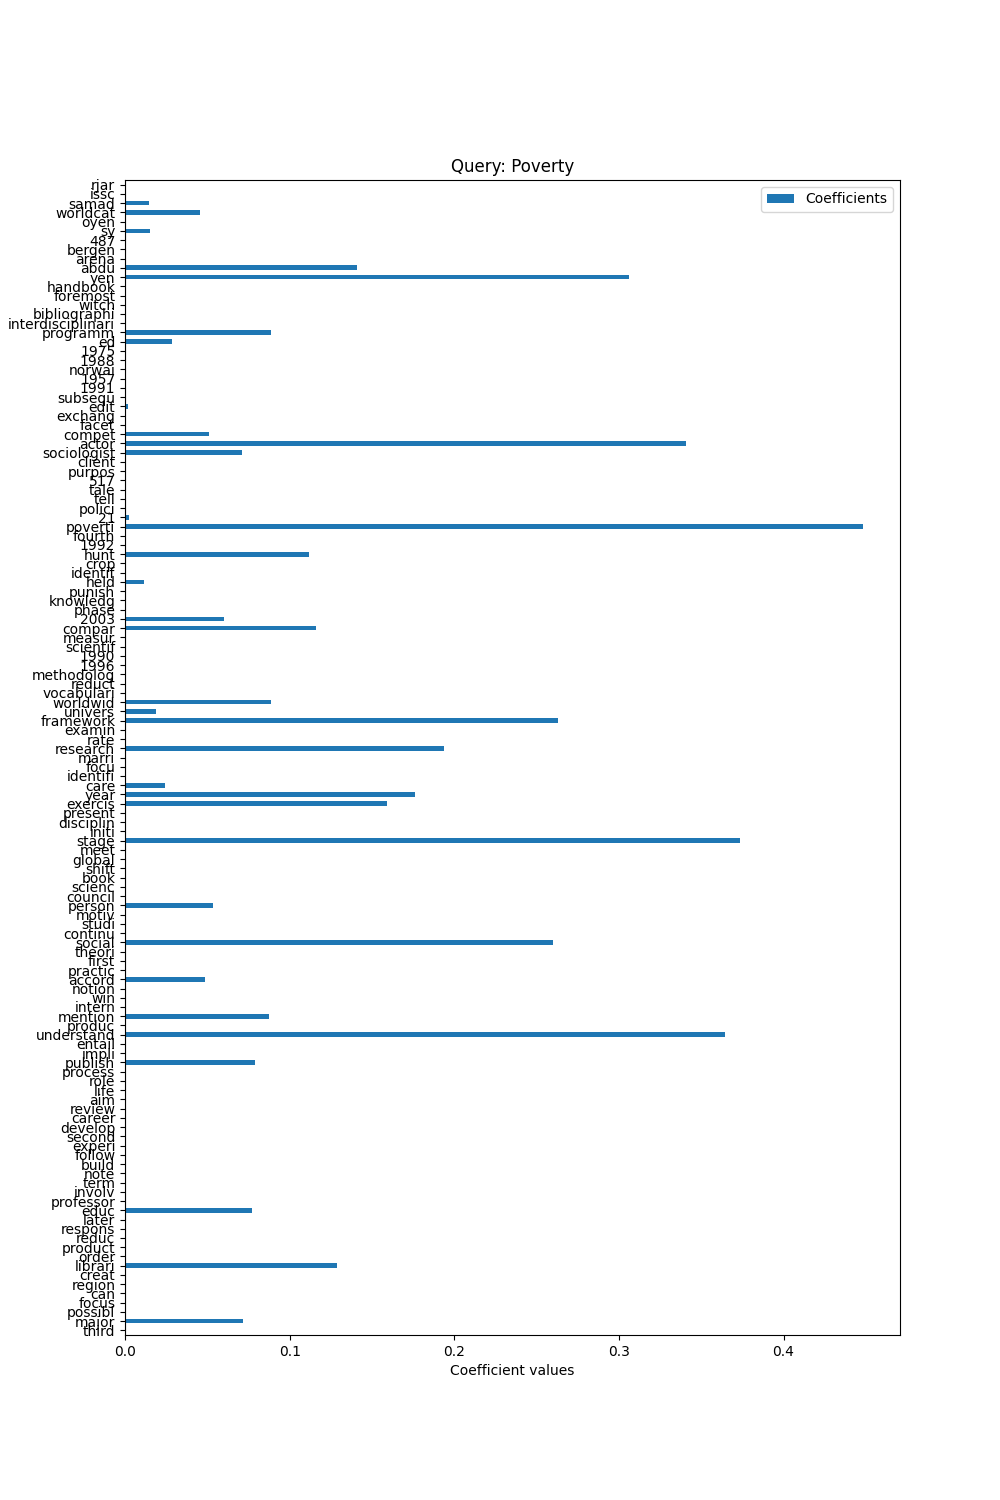 Query: Poverty
Coefficients
rjar
issc
samad
worldcat
oyen
sy
487
bergen
arena
abdu
yen
handbook
foremost
witch
bibliographi
interdisciplinari
programm
ed
1975
1988
norwai
1957
1991
subsequ
edit
exchang
facet
compet
actor
sociologist
client
purpos
517
tale
tell
polici
21
poverti
fourth
1992
hunt
crop
identit
held
punish
knowledg
phase
2003
compar
measur
scientif
1990
1996
methodolog
reduct
vocabulari
worldwid
univers
framework
examin
rate
research
marri
focu
identifi
care
year
exercis
present
disciplin
initi
stage
meet
global
shift
book
scienc
council
person
motiv
studi
continu
social
theori
first
practic
accord
notion
win
intern
mention
produc
understand
entail
impli
publish
process
role
life
aim
review
career
develop
second
experi
follow
build
note
term
involv
professor
educ
later
respons
reduc
product
order
librari
creat
region
can
focus
possibl
major
third
0.0 0.1 0.2 0.3 0.4
Coefficient values